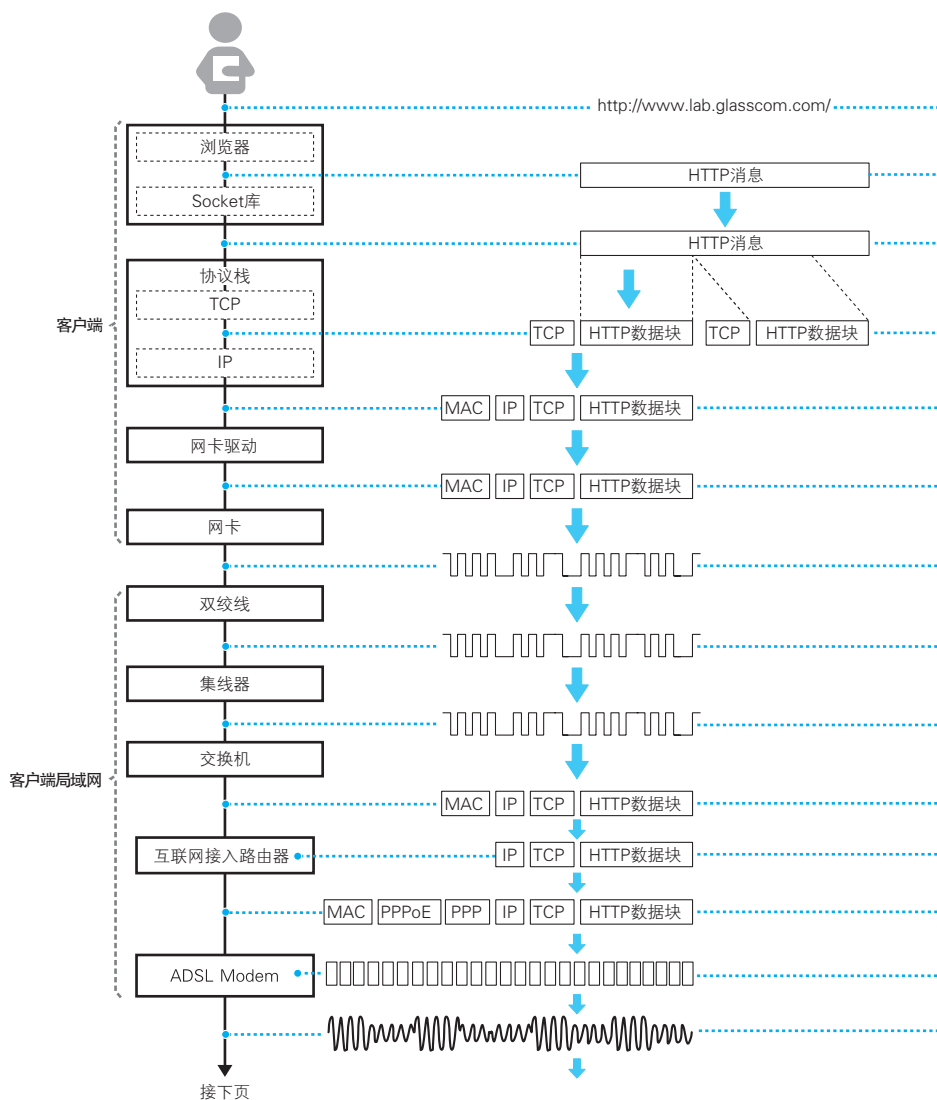 http://www.lab.glasscom.com/
浏览器
HTTP消息
Socket库
HTTP消息
协议栈
TCP
客户端
TCP HTTP数据块 TCP HTTP数据块
IP
MAC IP TCP HTTP数据块
网卡驱动
MAC IP TCP HTTP数据块
网卡
双绞线
集线器
交换机
客户端局域网
MAC IP TCP HTTP数据块
互联网接入路由器
IP TCP HTTP数据块
MAC PPPoE PPP IP TCP HTTP数据块
ADSL Modem
接下页